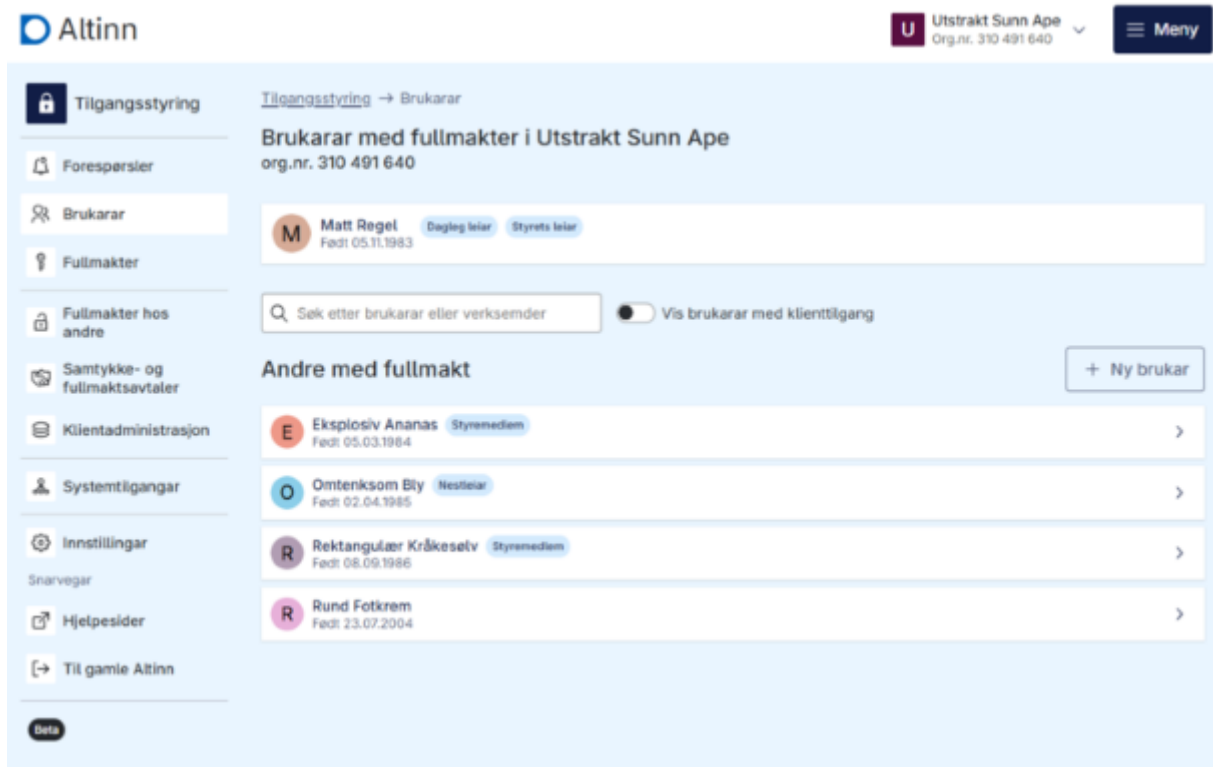 Altinn
U
Utstrakt Sunn Ape
Org.nr. 310 491 640
Meny
Tilgangsstyring
Forespørsler
Brukarar
Fullmakter
Fullmakter hos
andre
Samtykke- og
fullmaktsavtaler
Klientadministrasjon
Systemtilgangar
Innstillingar
Snarvegar
Hjelpesider
Til gamle Altinn
Beta
Tilgangsstyring → Brukarar
Brukarar med fullmakter i Utstrakt Sunn Ape
org.nr. 310 491 640
M
Matt Regel Dagleg leiar Styrets leiar
Født 05.11.1983
Søk etter brukarar eller verksemder
Vis brukarar med klienttilgang
Andre med fullmakt
+ Ny brukar
E
Eksplosiv Ananas Styremedlem
Født 05.03.1984
O
Omtenksom Bly Nestleiar
Født 02.04.1985
R
Rektangulær Kråkesølv Styremedlem
Født 08.09.1986
R
Rund Fotkrem
Født 23.07.2004